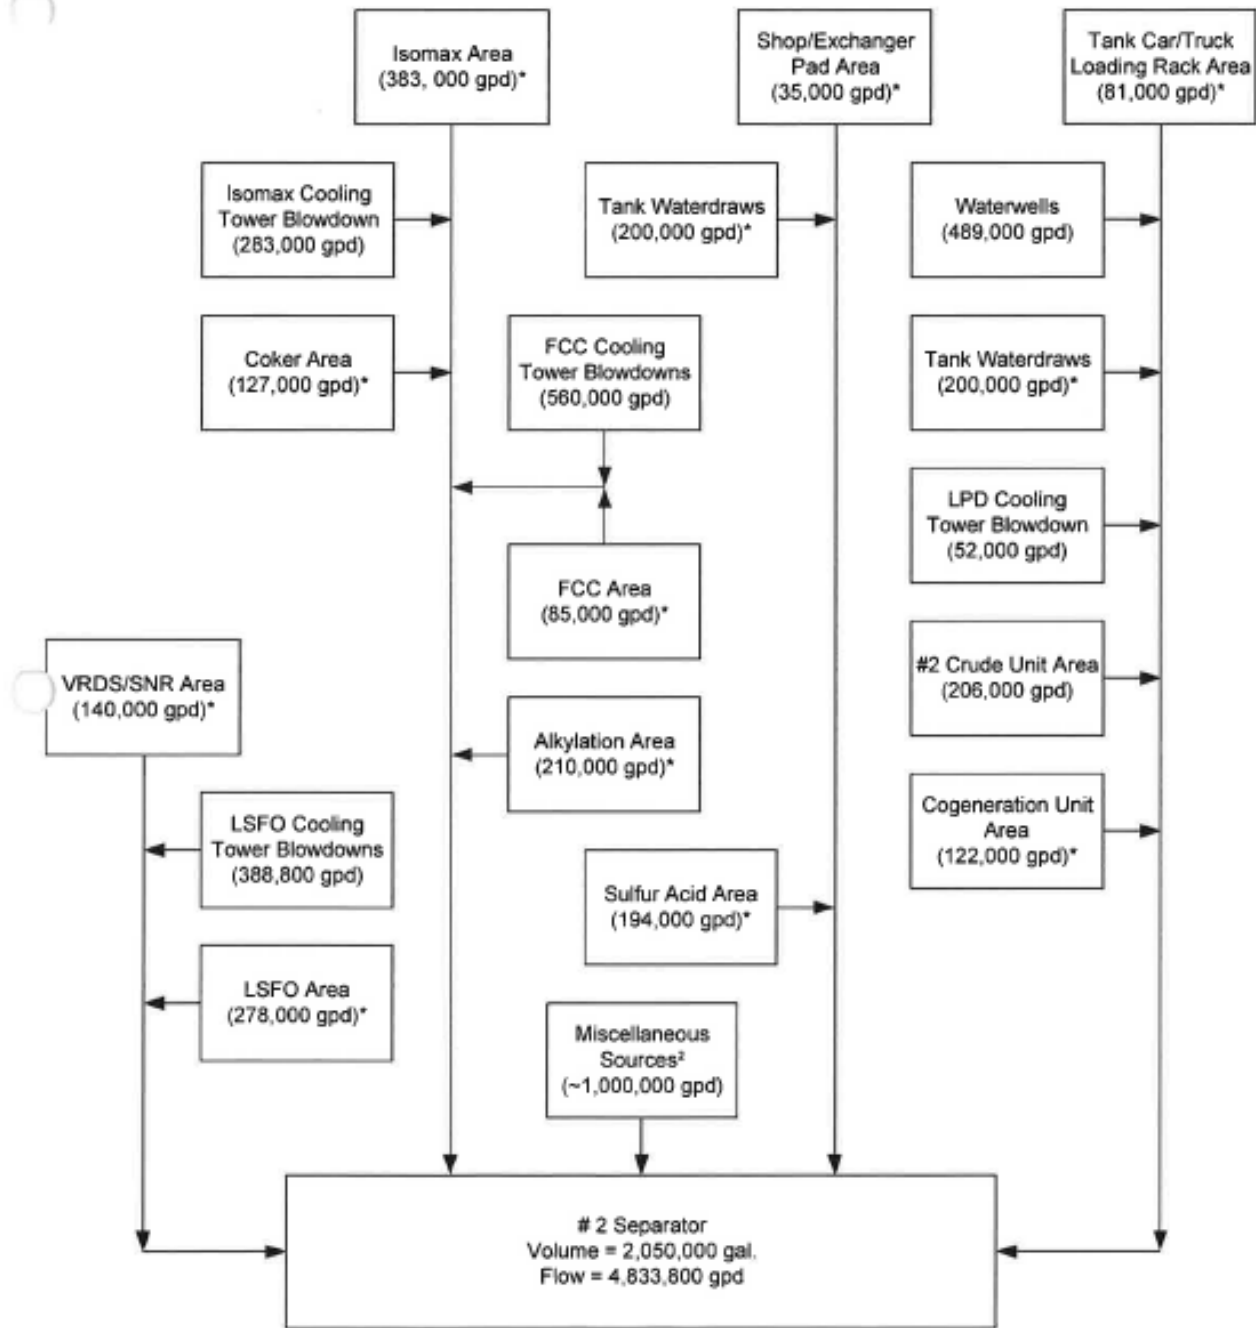 Isomax Area
(383, 000 gpd)*
Shop/Exchanger
Pad Area
(35,000 gpd)*
Tank Car/Truck
Loading Rack Area
(81,000 gpd)*
Isomax Cooling
Tower Blowdown
(283,000 gpd)
Tank Waterdraws
(200,000 gpd)*
Waterwells
(489,000 gpd)
Coker Area
(127,000 gpd)*
FCC Cooling
Tower Blowdowns
(560,000 gpd)
Tank Waterdraws
(200,000 gpd)*
LPD Cooling
Tower Blowdown
(52,000 gpd)
FCC Area
(85,000 gpd)*
VRDS/SNR Area
(140,000 gpd)*
#2 Crude Unit Area
(206,000 gpd)
Alkylation Area
(210,000 gpd)*
LSFO Cooling
Tower Blowdowns
(388,800 gpd)
Cogeneration Unit
Area
(122,000 gpd)*
Sulfur Acid Area
(194,000 gpd)*
LSFO Area
(278,000 gpd)*
Miscellaneous
Sources²
(~1,000,000 gpd)
# 2 Separator
Volume = 2,050,000 gal.
Flow = 4,833,800 gpd